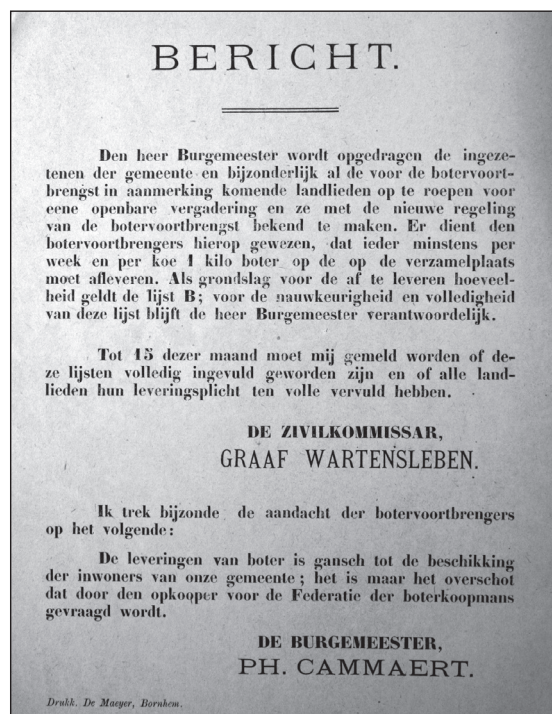 BERICHT.
Den heer Burgemeester wordt opgedragen de ingeze-
tenen der gemeente en bijzonderlijk al de voor de botervoort-
brengst in aanmerking komende landlieden op te roepen voor
eene openbare vergadering en ze met de nieuwe regeling
van de botervoortbrengst bekend te maken. Er dient den
botervoortbrengers hierop gewezen, dat ieder minstens per
week en per koe 1 kilo boter op de op de verzamelplaats
moet afleveren. Als grondslag voor de af te leveren hoeveel-
heid geldt de lijst B; voor de nauwkeurigheid en volledigheid
van deze lijst blijft de heer Burgemeester verantwoordelijk.
Tot 15 dezer maand moet mij gemeld worden of de-
ze lijsten volledig ingevuld geworden zijn en of alle land-
lieden hun leveringsplicht ten volle vervuld hebben.
DE ZIVILKOMMISSAR,
GRAAF WARTENSLEBEN.
Ik trek bijzonde de aandacht der botervoortbrengers
op het volgende:
De leveringen van boter is gansch tot de beschikking
der inwoners van onze gemeente; het is maar het overschot
dat door den opkooper voor de Federatie der boterkoopmans
gevraagd wordt.
DE BURGEMEESTER,
PH. CAMMAERT.
Drukk. De Maeyer, Bornhem.